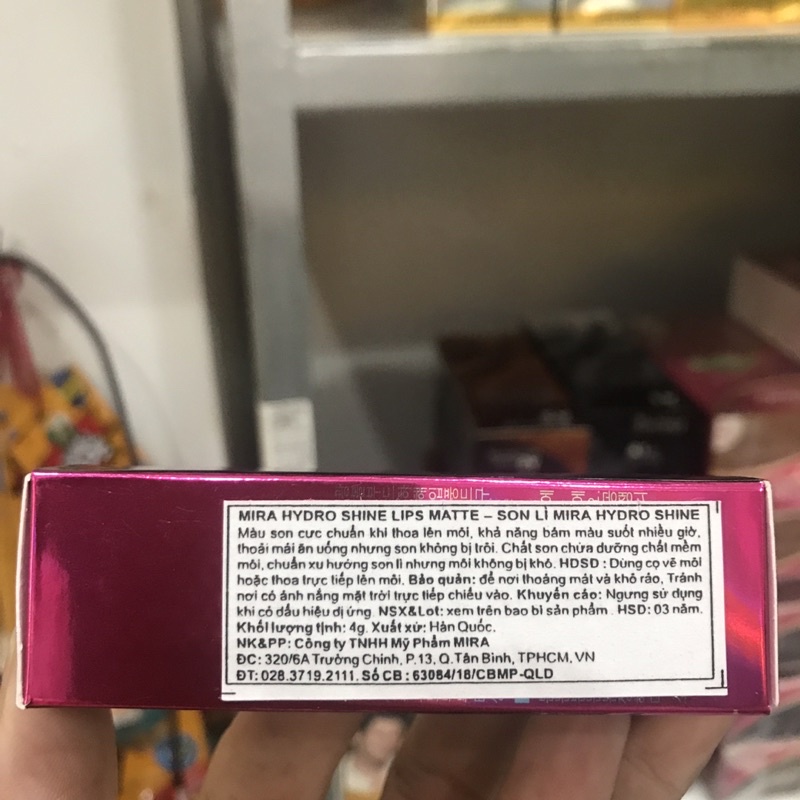 MIRA HYDRO SHINE LIPS MATTE – SON LÌ MIRA HYDRO SHINE
Màu son cực chuẩn khi thoa lên môi, khả năng bám màu suốt nhiều giờ,
thoải mái ăn uống nhưng son không bị trôi. Chất son chứa dưỡng chất mềm
môi, chuẩn xu hướng son lì nhưng môi không bị khô. HDSD : Dùng cọ vẽ môi
hoặc thoa trực tiếp lên môi. Bảo quản: để nơi thoáng mát và khô ráo, Tránh
nơi có ánh nắng mặt trời trực tiếp chiếu vào. Khuyến cáo: Ngưng sử dụng
khi có dấu hiệu dị ứng. NSX&Lot: xem trên bao bì sản phẩm . HSD: 03 năm.
Khối lượng tịnh: 4g. Xuất xứ: Hàn Quốc.
NK&PP: Công ty TNHH Mỹ Phẩm MIRA
ĐC: 320/6A Trường Chinh, P.13, Q.Tân Bình, TPHCM, VN
ĐT: 028.3719.2111. Số CB : 63084/18/CBMP-QLD